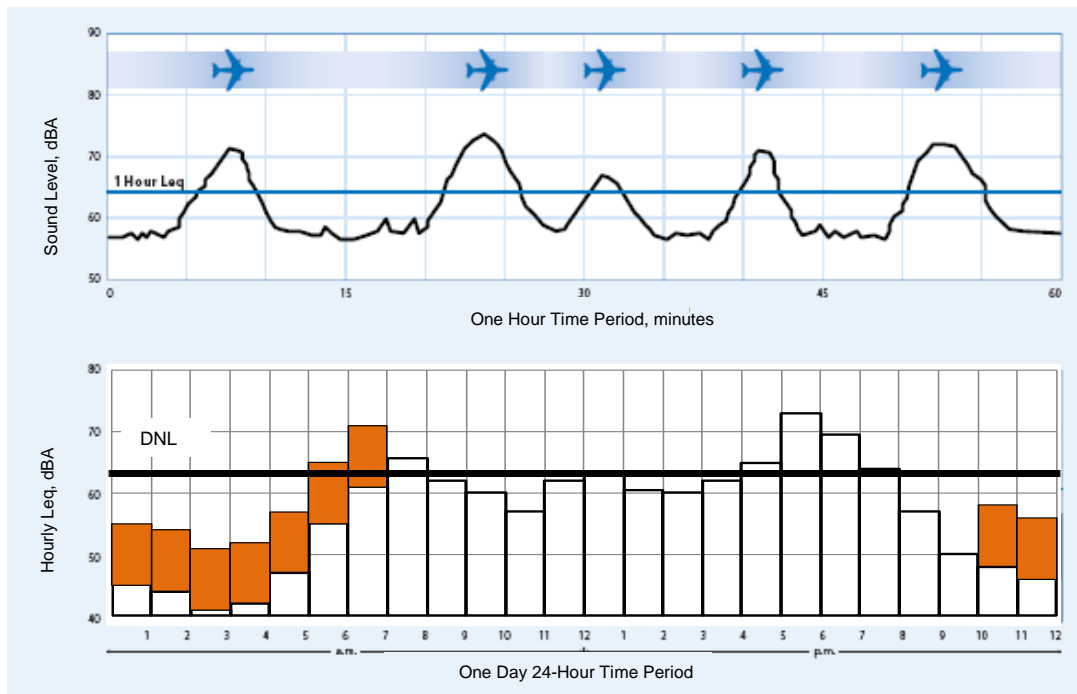 90
80
70
60
50
Sound Level, dBA
1 Hour Leq
0 15 30 45 60
One Hour Time Period, minutes
80
70
60
50
40
Hourly Leq, dBA
DNL
1 2 3 4 5 6 7 8 9 10 11 12 1 2 3 4 5 6 7 8 9 10 11 12
a.m. p.m.
One Day 24-Hour Time Period